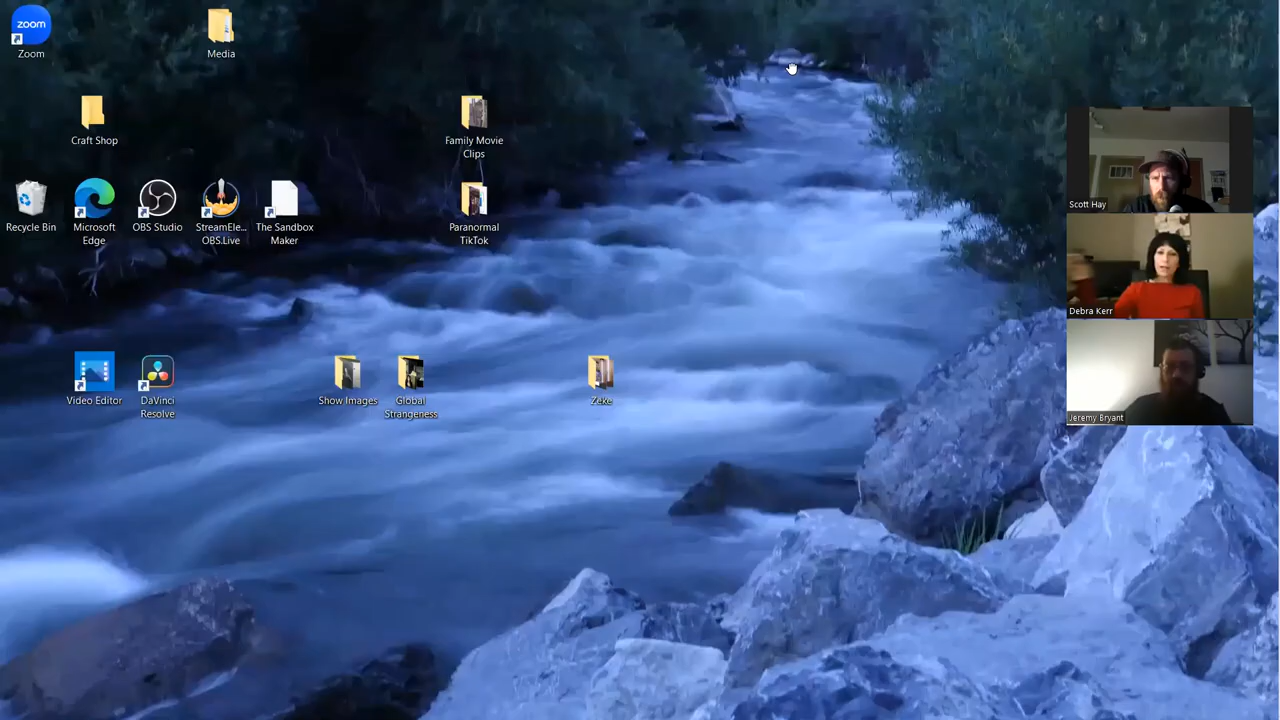 zoom
Zoom
Media
Craft Shop
Family Movie
Clips
Recycle Bin
Microsoft
Edge
OBS Studio
StreamEle...
OBS.Live
The Sandbox
Maker
Paranormal
TikTok
Video Editor
DaVinci
Resolve
Show Images
Global
Strangeness
Zeke
Scott Hay
Debra Kerr
Jeremy Bryant